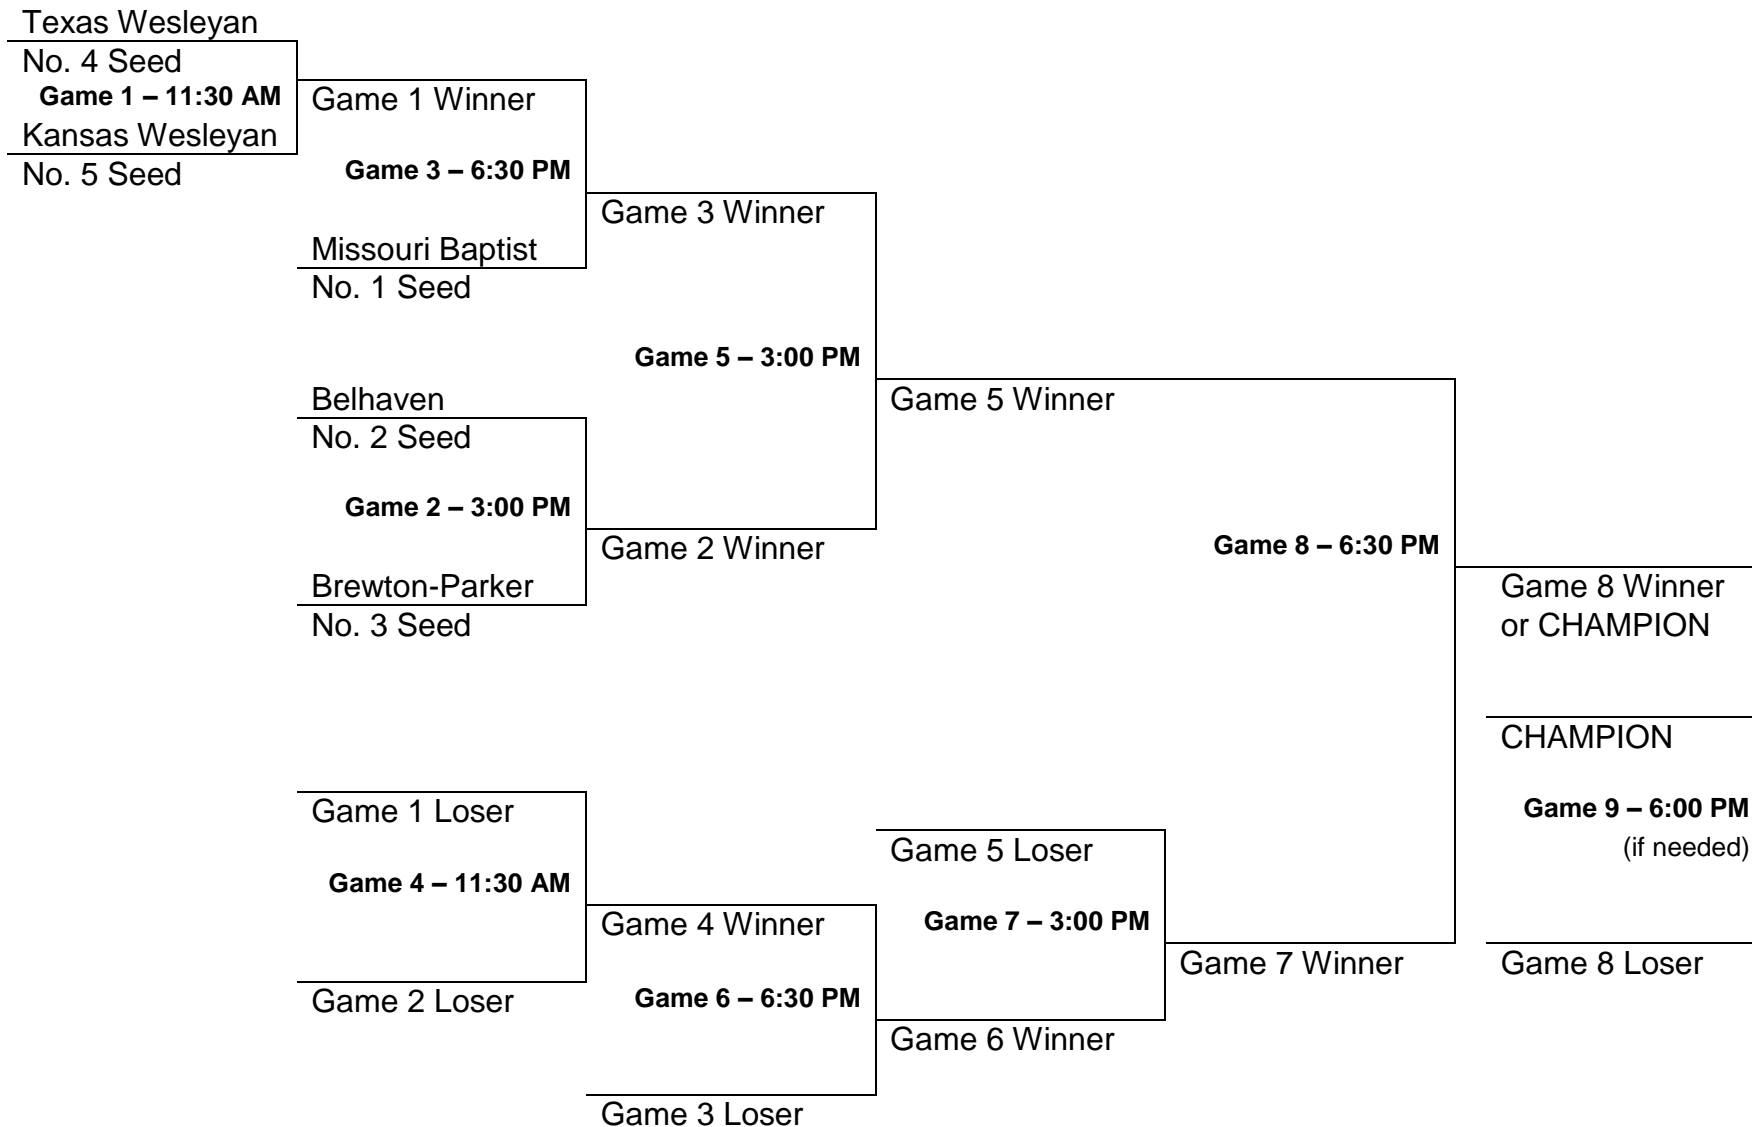 Texas Wesleyan
No. 4 Seed
Game 1 – 11:30 AM
Kansas Wesleyan
No. 5 Seed
Game 1 Winner
Game 3 – 6:30 PM
Missouri Baptist
No. 1 Seed
Game 3 Winner
Game 5 – 3:00 PM
Belhaven
No. 2 Seed
Game 2 – 3:00 PM
Brewton-Parker
No. 3 Seed
Game 2 Winner
Game 5 Winner
Game 8 – 6:30 PM
Game 8 Winner
or CHAMPION
CHAMPION
Game 9 – 6:00 PM
(if needed)
Game 8 Loser
Game 1 Loser
Game 4 – 11:30 AM
Game 2 Loser
Game 4 Winner
Game 6 – 6:30 PM
Game 3 Loser
Game 5 Loser
Game 7 – 3:00 PM
Game 6 Winner
Game 7 Winner